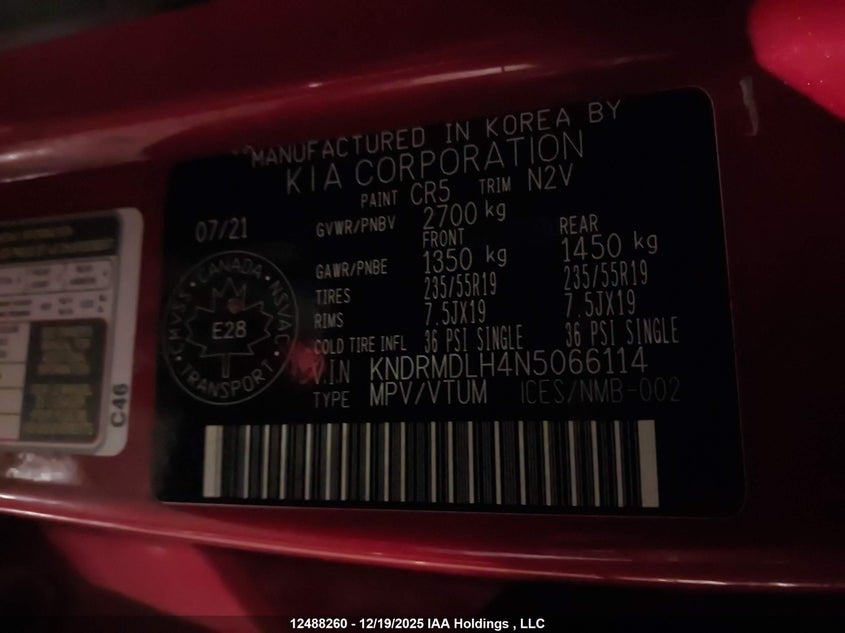 MANUFACTURED IN KOREA BY
KIA CORPORATION
PAINT CR5 TRIM N2V
07/21
GVWR/PNBV 2700 kg
FRONT REAR
GAWR/PNBE 1350 kg 1450 kg
TIRES 235/55R19 235/55R19
RIMS 7.5JX19 7.5JX19
COLD TIRE INFL 36 PSI SINGLE 36 PSI SINGLE
V.I.N KNDRMDLH4N5066114
TYPE MPV/VTUM ICES/NMB-002
CANADA
MVSS NSVAC
E28
TRANSPORT
C46
12488260 - 12/19/2025 IAA Holdings , LLC